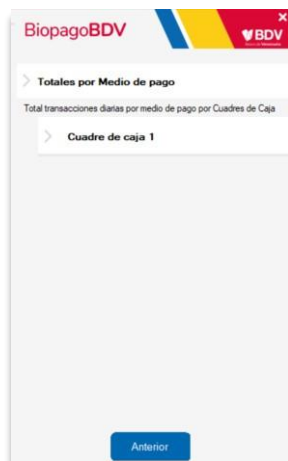 BiopagoBDV
BDV
Totales por Medio de pago
Total transacciones diarias por medio de pago por Cuadres de Caja
Cuadre de caja 1
Anterior